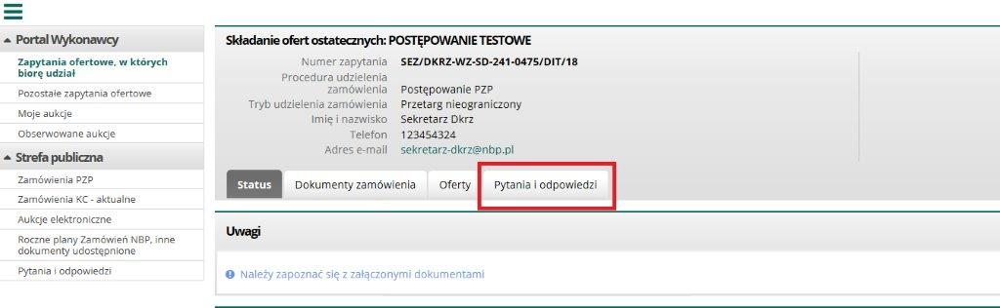 Portal Wykonawcy
Zapytania ofertowe, w których
biorę udział
Pozostałe zapytania ofertowe
Moje aukcje
Obserwowane aukcje
Strefa publiczna
Zamówienia PZP
Zamówienia KC - aktualne
Aukcje elektroniczne
Roczne plany Zamówień NBP, inne
dokumenty udostępnione
Pytania i odpowiedzi
Składanie ofert ostatecznych: POSTĘPOWANIE TESTOWE
Numer zapytania SEZ/DKRZ-WZ-SD-241-0475/DIT/18
Procedura udzielenia
zamówienia Postępowanie PZP
Tryb udzielenia zamówienia Przetarg nieograniczony
Imię i nazwisko Sekretarz Dkrz
Telefon 123454324
Adres e-mail sekretarz-dkrz@nbp.pl
Status Dokumenty zamówienia Oferty Pytania i odpowiedzi
Uwagi
Należy zapoznać się z załączonymi dokumentami